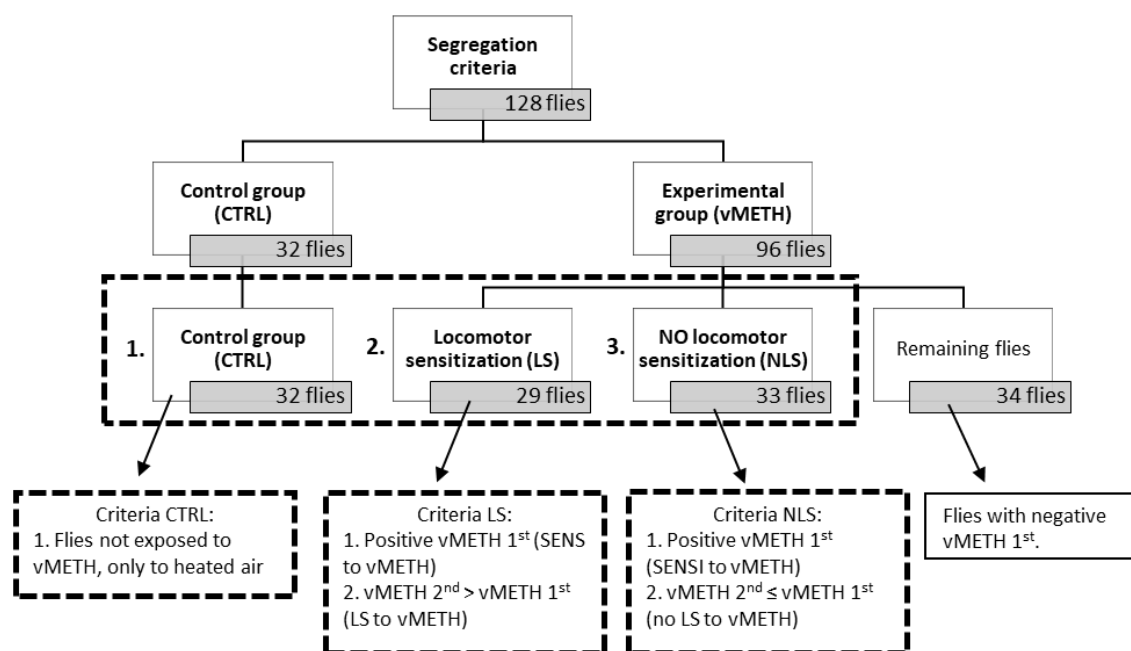 Segregation
criteria
128 flies
Control group
(CTRL)
32 flies
Experimental
group (vMETH)
96 flies
1.
Control group
(CTRL)
32 flies
2.
Locomotor
sensitization (LS)
29 flies
3.
NO locomotor
sensitization (NLS)
33 flies
Remaining flies
34 flies
Criteria CTRL:
1. Flies not exposed to
vMETH, only to heated air
Criteria LS:
1. Positive vMETH 1st (SENS
to vMETH)
2. vMETH 2nd > vMETH 1st
(LS to vMETH)
Criteria NLS:
1. Positive vMETH 1st
(SENSI to vMETH)
2. vMETH 2nd ≤ vMETH 1st
(no LS to vMETH)
Flies with negative
vMETH 1st.